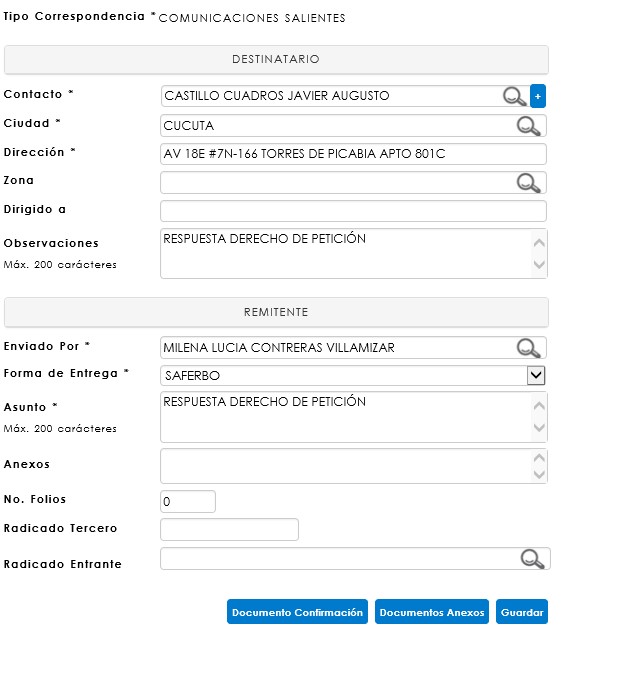 Tipo Correspondencia * COMUNICACIONES SALIENTES
DESTINATARIO
Contacto * CASTILLO CUADROS JAVIER AUGUSTO +
Ciudad * CUCUTA
Dirección * AV 18E #7N-166 TORRES DE PICABIA APTO 801C
Zona
Dirigido a
Observaciones RESPUESTA DERECHO DE PETICIÓN
Máx. 200 carácteres
REMITENTE
Enviado Por * MILENA LUCIA CONTRERAS VILLAMIZAR
Forma de Entrega * SAFERBO
Asunto * RESPUESTA DERECHO DE PETICIÓN
Máx. 200 carácteres
Anexos
No. Folios 0
Radicado Tercero
Radicado Entrante
Documento Confirmación Documentos Anexos Guardar